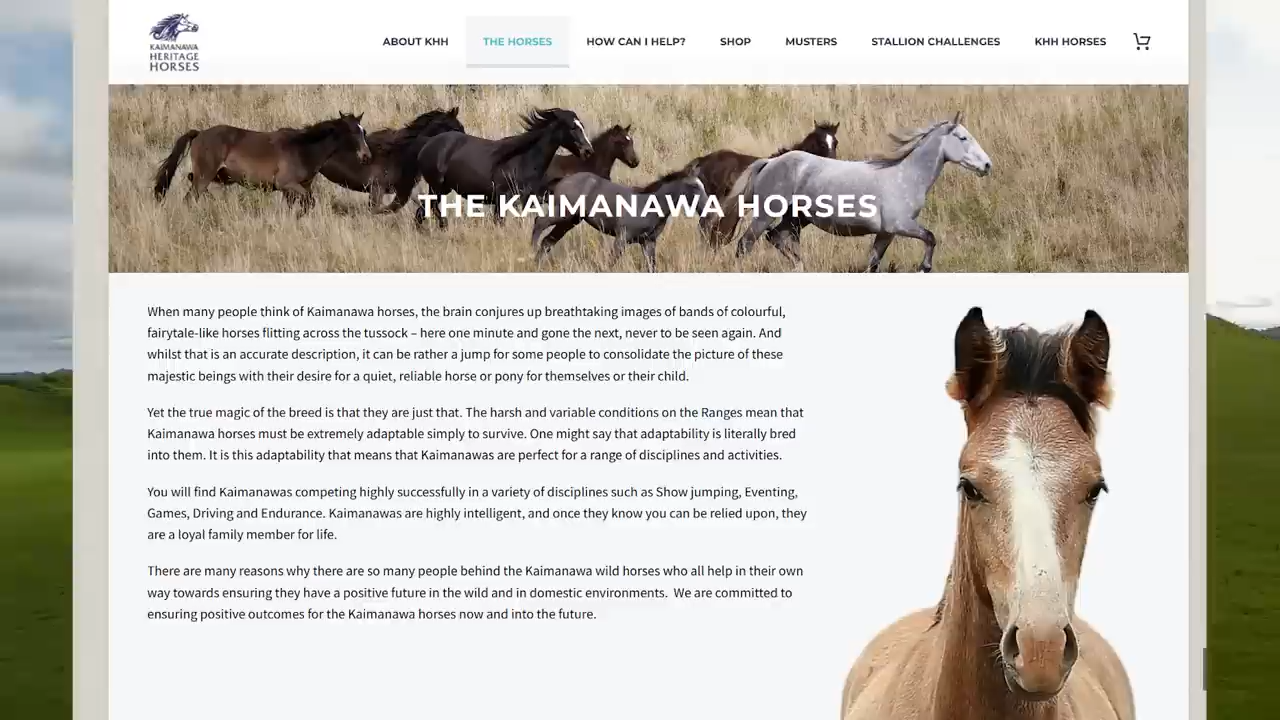 KAIMANAWA
HERITAGE
HORSES
ABOUT KHH
THE HORSES
HOW CAN I HELP?
SHOP
MUSTERS
STALLION CHALLENGES
KHH HORSES
THE KAIMANAWA HORSES
When many people think of Kaimanawa horses, the brain conjures up breathtaking images of bands of colourful,
fairytale-like horses flitting across the tussock – here one minute and gone the next, never to be seen again. And
whilst that is an accurate description, it can be rather a jump for some people to consolidate the picture of these
majestic beings with their desire for a quiet, reliable horse or pony for themselves or their child.
Yet the true magic of the breed is that they are just that. The harsh and variable conditions on the Ranges mean that
Kaimanawa horses must be extremely adaptable simply to survive. One might say that adaptability is literally bred
into them. It is this adaptability that means that Kaimanawas are perfect for a range of disciplines and activities.
You will find Kaimanawas competing highly successfully in a variety of disciplines such as Show jumping, Eventing,
Games, Driving and Endurance. Kaimanawas are highly intelligent, and once they know you can be relied upon, they
are a loyal family member for life.
There are many reasons why there are so many people behind the Kaimanawa wild horses who all help in their own
way towards ensuring they have a positive future in the wild and in domestic environments. We are committed to
ensuring positive outcomes for the Kaimanawa horses now and into the future.